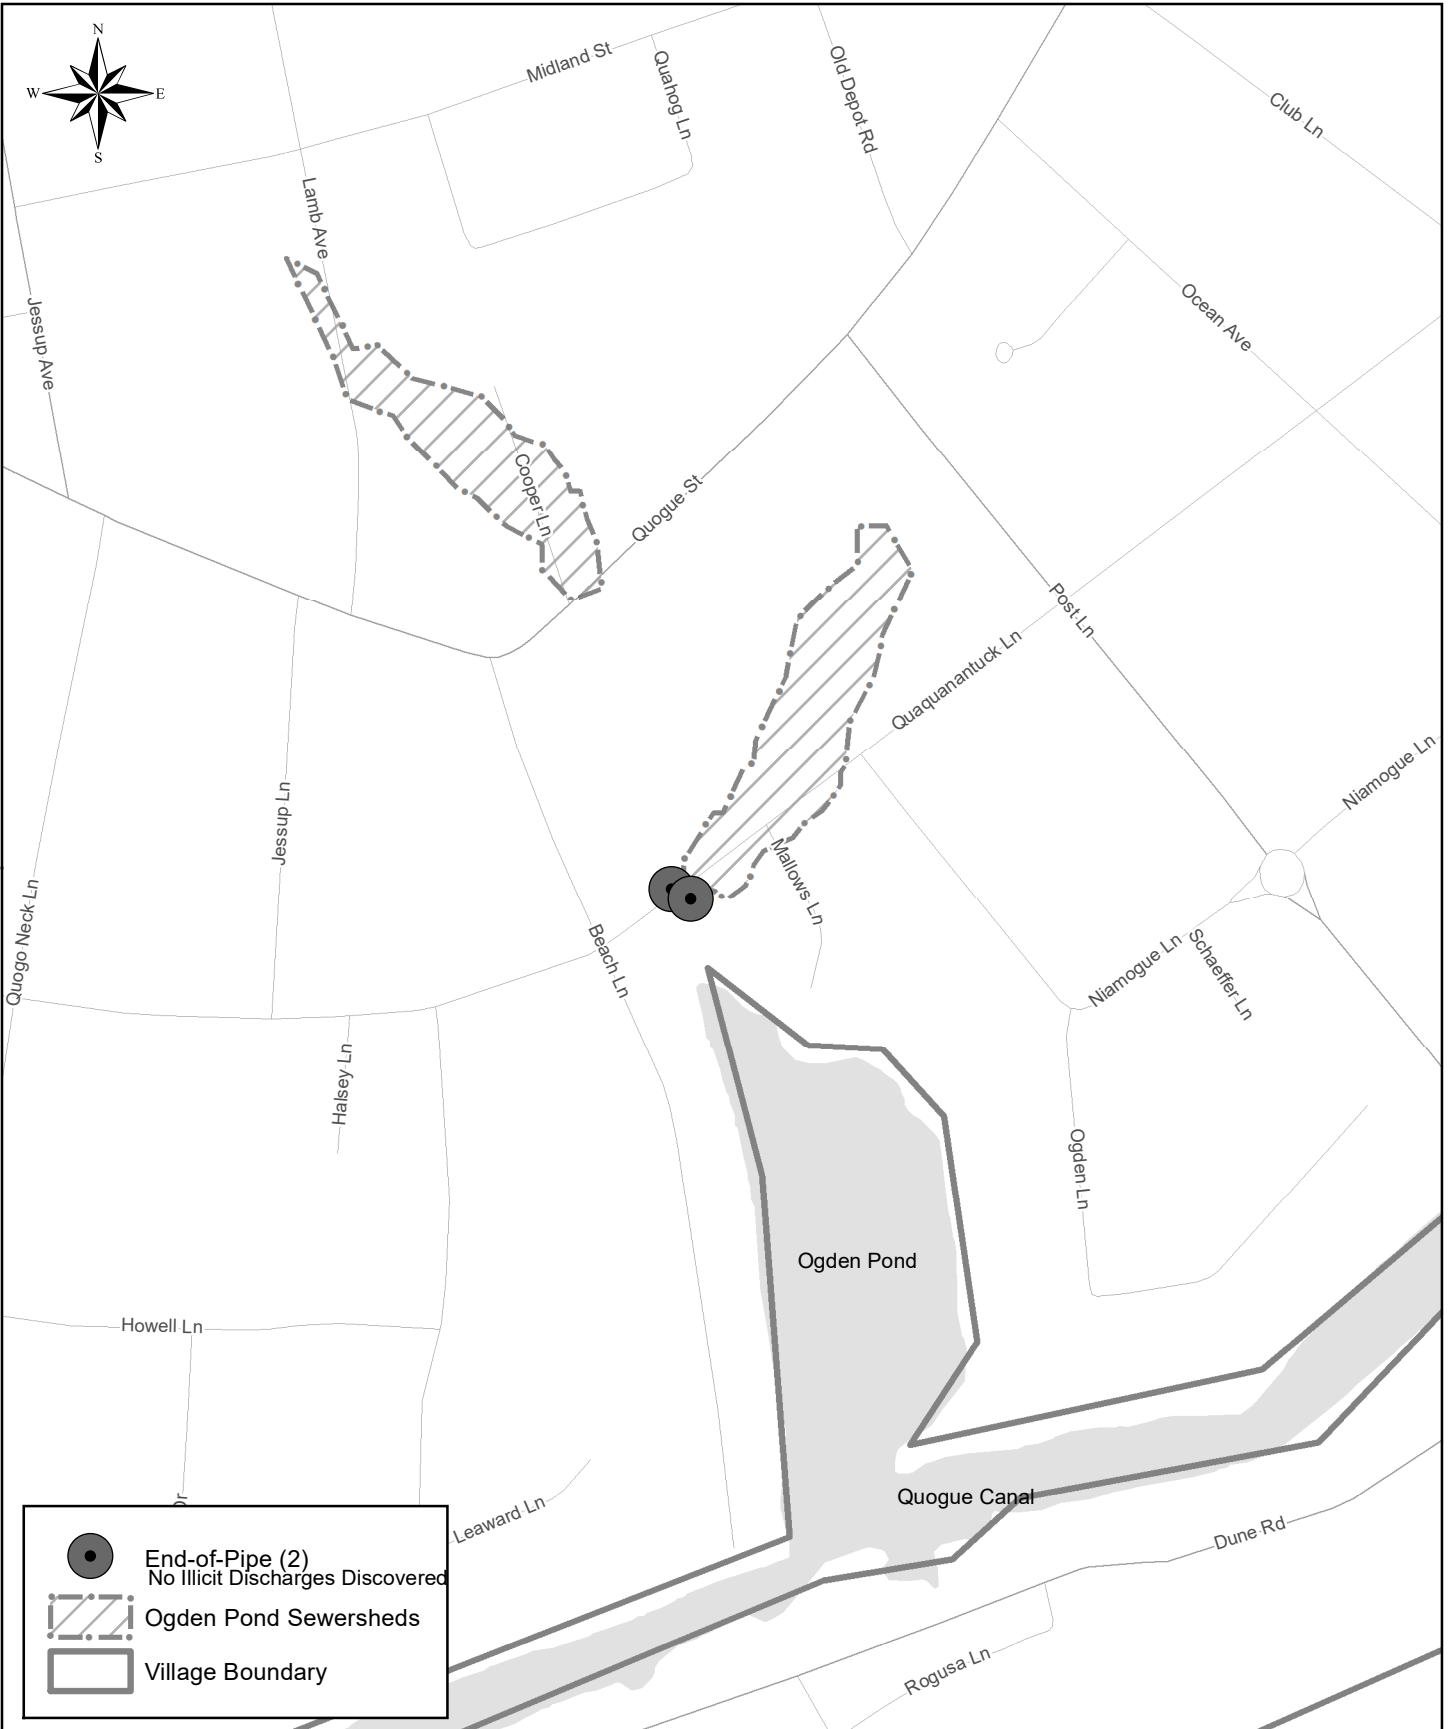 N
W
E
S
Midland St
Quahog Ln
Old Depot Rd
Club Ln
Lamb Ave
Jessup Ave
Ocean Ave
Cooper Ln
Quogue St
Post Ln
Quaquanantuck Ln
Niamogue Ln
Jessup Ln
Mallows Ln
Quogo Neck Ln
Beach Ln
Niamogue Ln
Schaeffer Ln
Halsey Ln
Ogden Ln
Ogden Pond
Howell Ln
Quogue Canal
Dr
Leaward Ln
Dune Rd
Rogusa Ln
End-of-Pipe (2)
No Illicit Discharges Discovered
Ogden Pond Sewersheds
Village Boundary